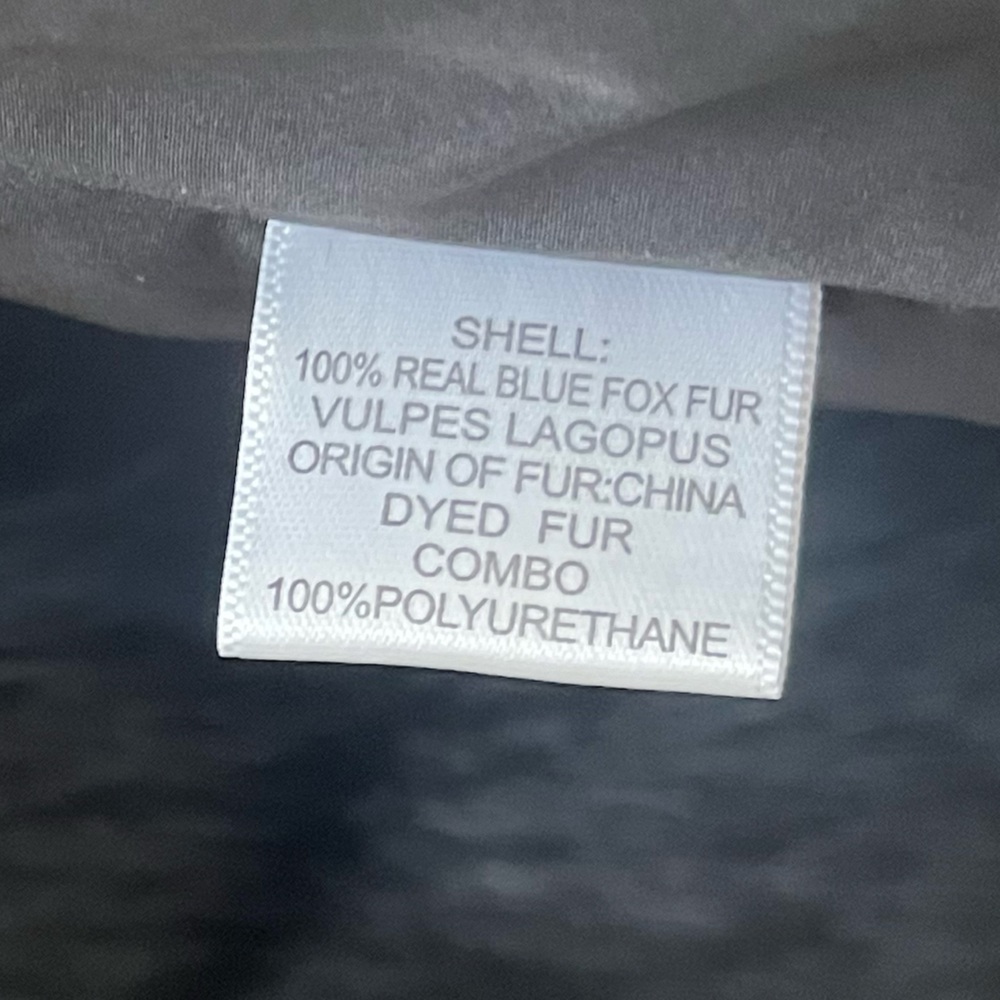 SHELL:
100% REAL BLUE FOX FUR
VULPES LAGOPUS
ORIGIN OF FUR:CHINA
DYED FUR
COMBO
100%POLYURETHANE